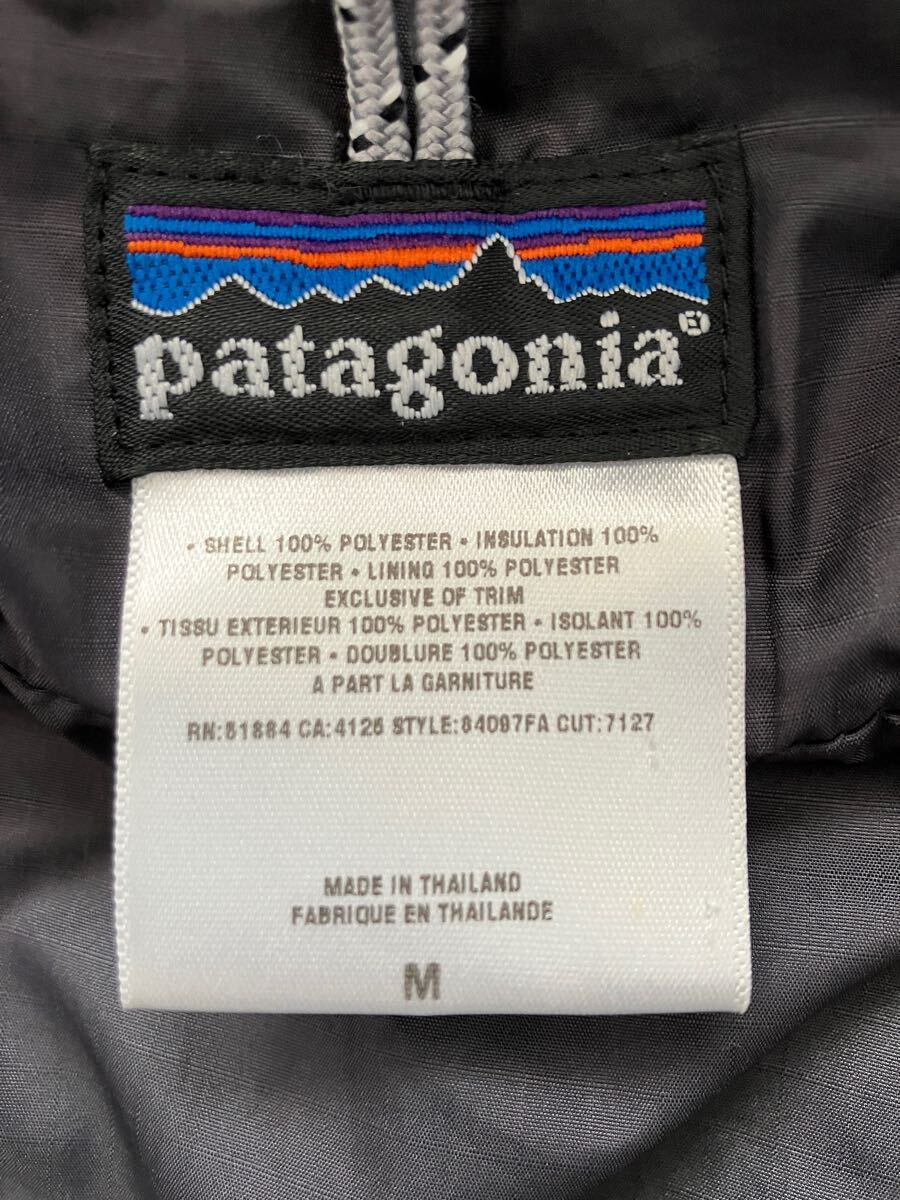 patagonia®
• SHELL 100% POLYESTER • INSULATION 100%
POLYESTER • LINING 100% POLYESTER
EXCLUSIVE OF TRIM
• TISSU EXTERIEUR 100% POLYESTER • ISOLANT 100%
POLYESTER • DOUBLURE 100% POLYESTER
A PART LA GARNITURE
RN:51884 CA:4125 STYLE:84097FA CUT:7127
MADE IN THAILAND
FABRIQUE EN THAILANDE
M